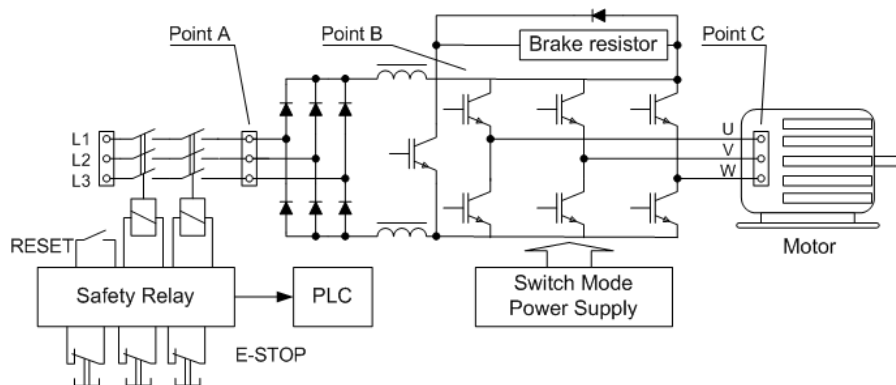 Point A
Point B
Brake resistor
Point C
L1
L2
L3
U
V
W
RESET
Motor
Safety Relay
PLC
Switch Mode
Power Supply
E-STOP